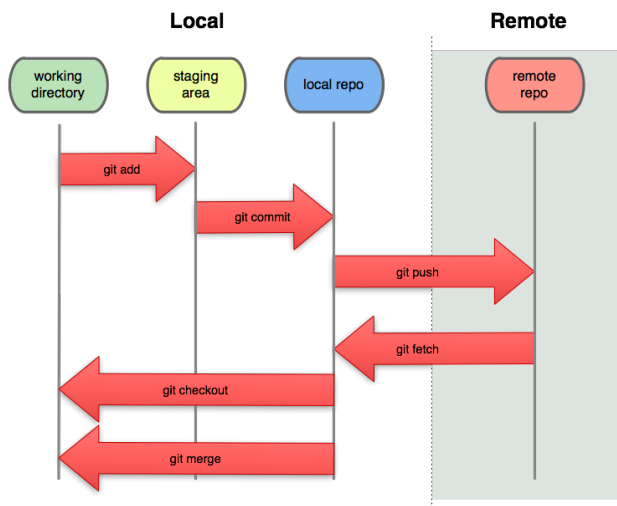 Local
Remote
working
directory
staging
area
local repo
remote
repo
git add
git commit
git push
git fetch
git checkout
git merge